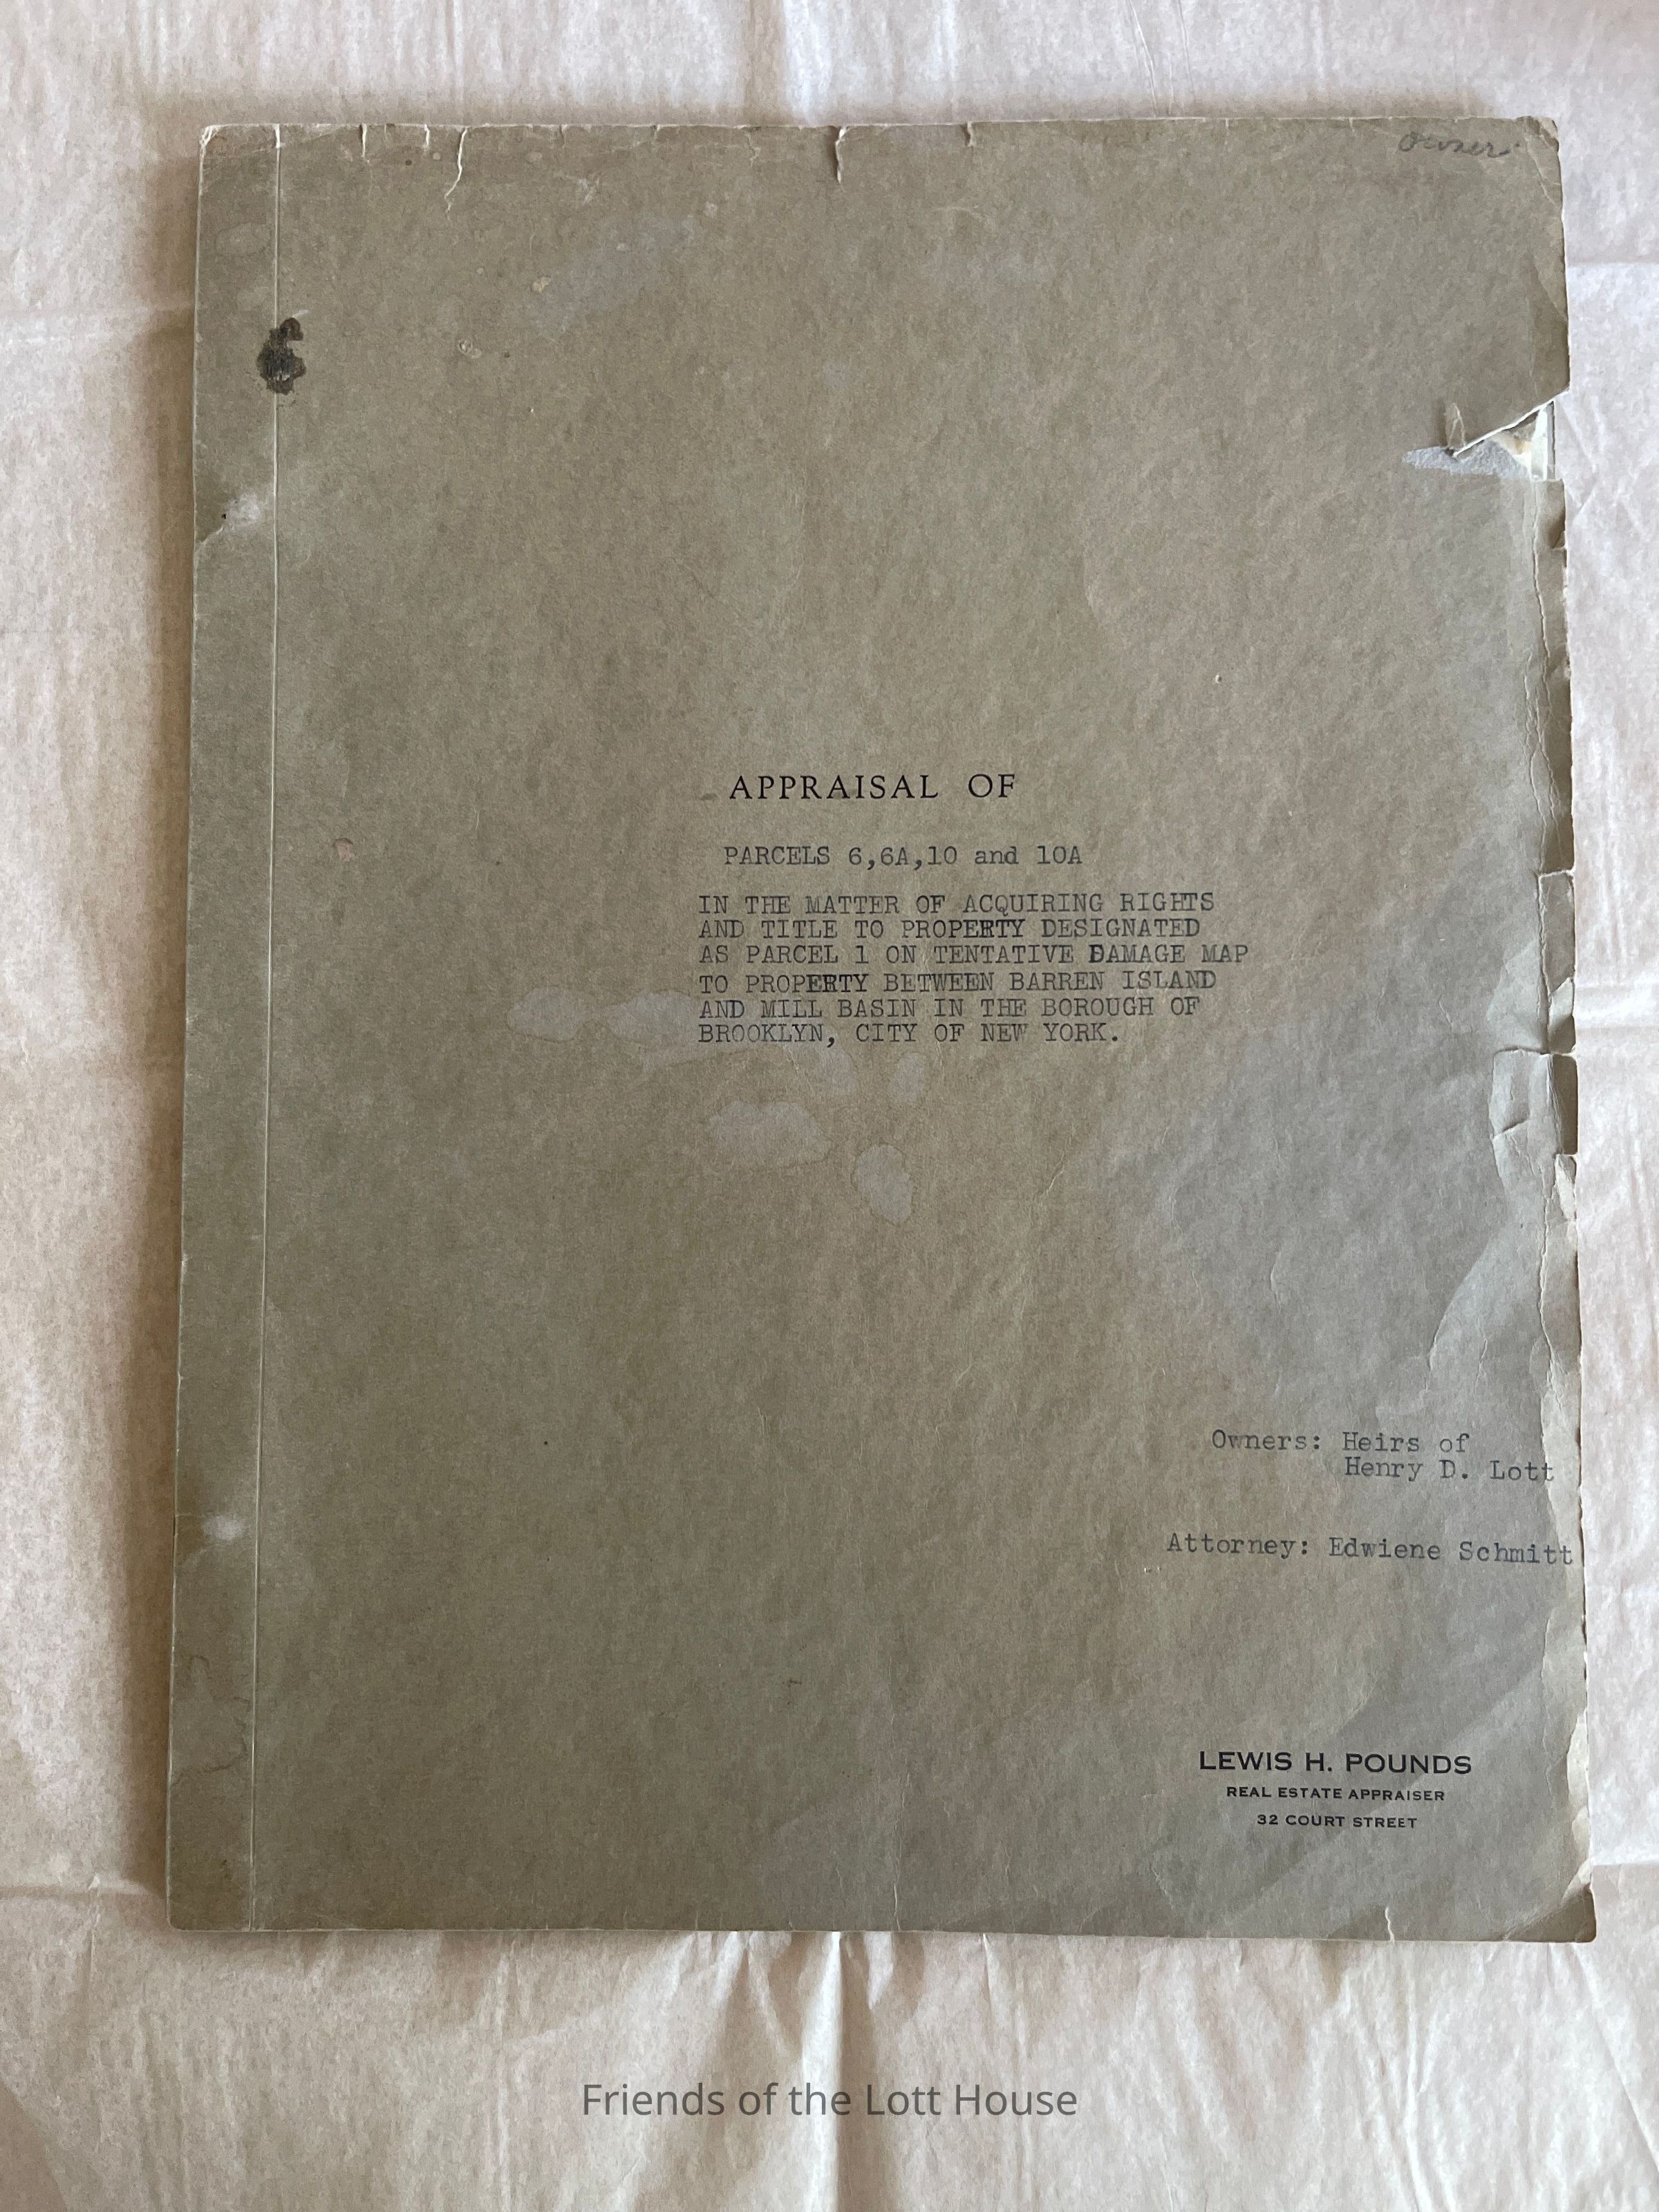 Owner.
APPRAISAL OF
PARCELS 6,6A,10 and 10A
IN THE MATTER OF ACQUIRING RIGHTS
AND TITLE TO PROPERTY DESIGNATED
AS PARCEL 1 ON TENTATIVE DAMAGE MAP
TO PROPERTY BETWEEN BARREN ISLAND
AND MILL BASIN IN THE BOROUGH OF
BROOKLYN, CITY OF NEW YORK.
Owners: Heirs of
Henry D. Lott
Attorney: Edwiene Schmitt
LEWIS H. POUNDS
REAL ESTATE APPRAISER
32 COURT STREET
Friends of the Lott House